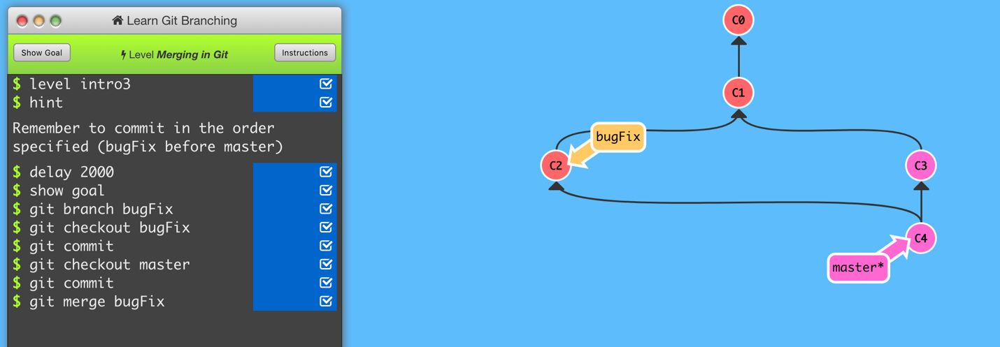 Learn Git Branching
Show Goal
Level Merging in Git
Instructions
$ level intro3
$ hint
Remember to commit in the order
specified (bugFix before master)
$ delay 2000
$ show goal
$ git branch bugFix
$ git checkout bugFix
$ git commit
$ git checkout master
$ git commit
$ git merge bugFix
C0
C1
bugFix
C2
C3
C4
master*